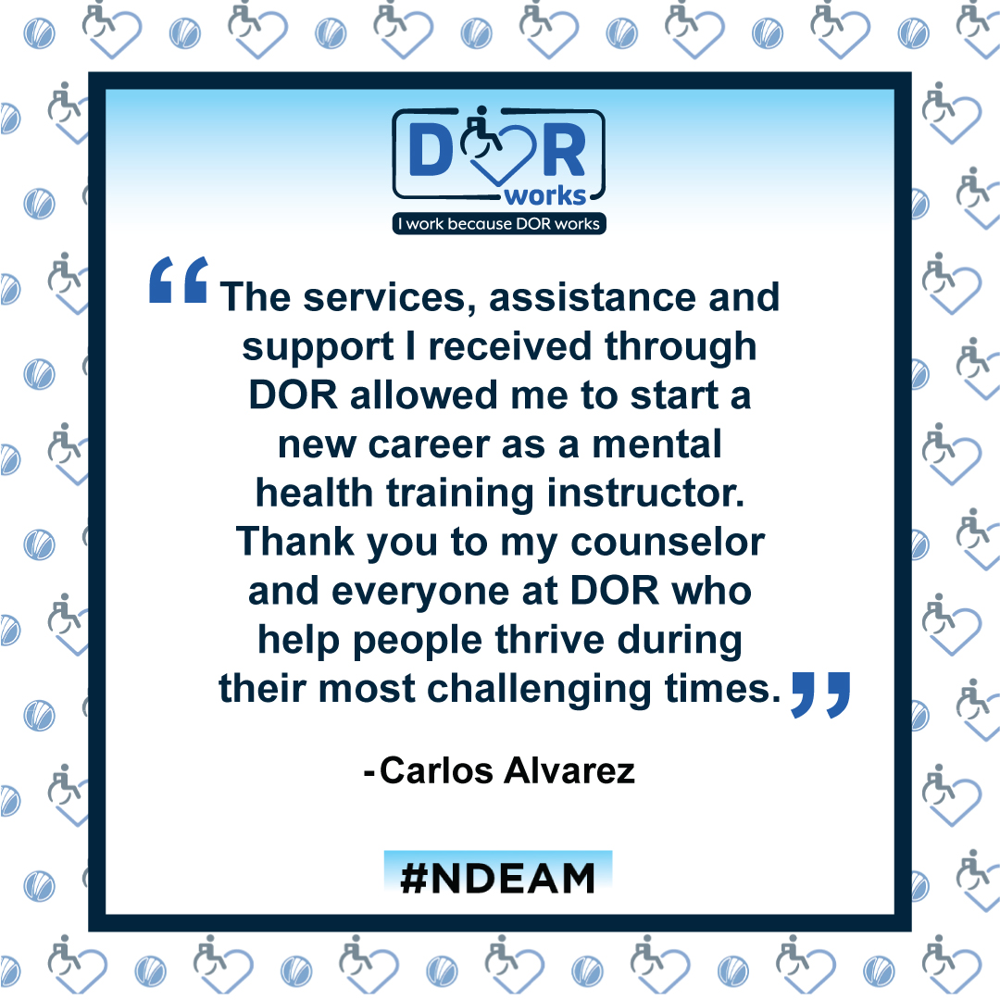 DOR
works
I work because DOR works
“The services, assistance and
support I received through
DOR allowed me to start a
new career as a mental
health training instructor.
Thank you to my counselor
and everyone at DOR who
help people thrive during
their most challenging times.”
-Carlos Alvarez
#NDEAM